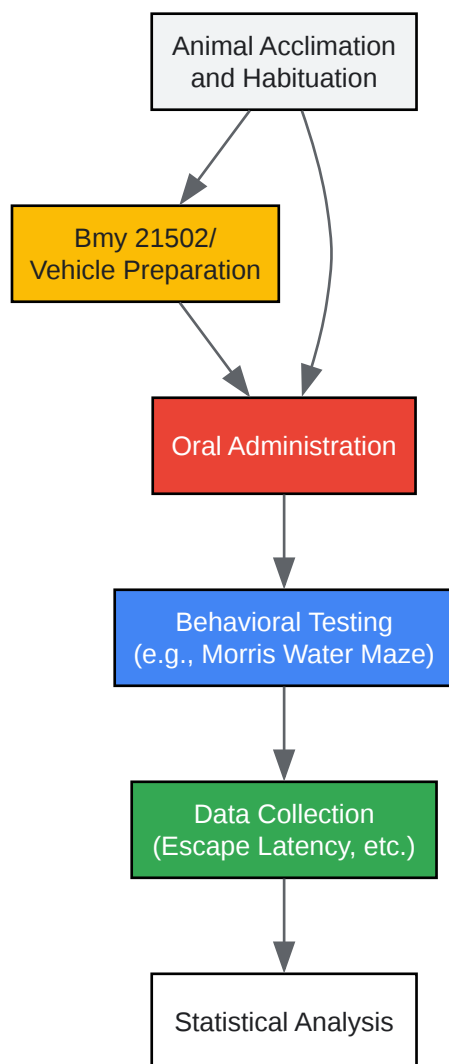 Animal Acclimation
and Habituation
Bmy 21502/
Vehicle Preparation
Oral Administration
Behavioral Testing
(e.g., Morris Water Maze)
Data Collection
(Escape Latency, etc.)
Statistical Analysis